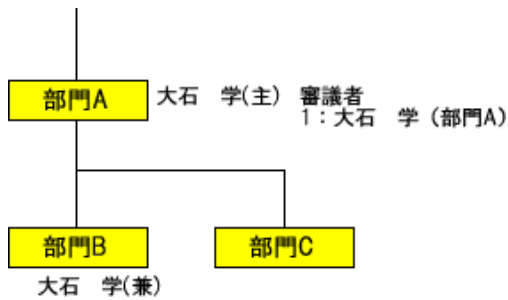 部門A
大石　学(主)　審議者
1：大石　学（部門A）
部門B
部門C
大石　学(兼)